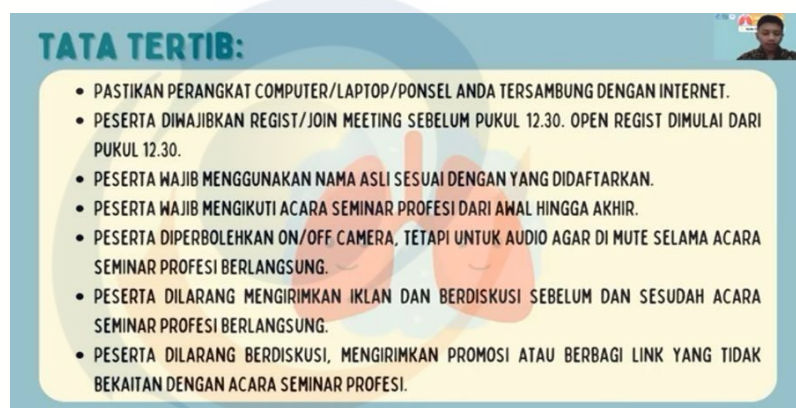 TATA TERTIB:
PASTIKAN PERANGKAT COMPUTER/LAPTOP/PONSEL ANDA TERSAMBUNG DENGAN INTERNET.
PESERTA DIWAJIBKAN REGIST/JOIN MEETING SEBELUM PUKUL 12.30. OPEN REGIST DIMULAI DARI
PUKUL 12.30.
PESERTA WAJIB MENGGUNAKAN NAMA ASLI SESUAI DENGAN YANG DIDAFTARKAN.
PESERTA WAJIB MENGIKUTI ACARA SEMINAR PROFESI DARI AWAL HINGGA AKHIR.
PESERTA DIPERBOLEHKAN ON/OFF CAMERA, TETAPI UNTUK AUDIO AGAR DI MUTE SELAMA ACARA
SEMINAR PROFESI BERLANGSUNG.
PESERTA DILARANG MENGIRIMKAN IKLAN DAN BERDISKUSI SEBELUM DAN SESUDAH ACARA
SEMINAR PROFESI BERLANGSUNG.
PESERTA DILARANG BERDISKUSI, MENGIRIMKAN PROMOSI ATAU BERBAGI LINK YANG TIDAK
BEKAITAN DENGAN ACARA SEMINAR PROFESI.